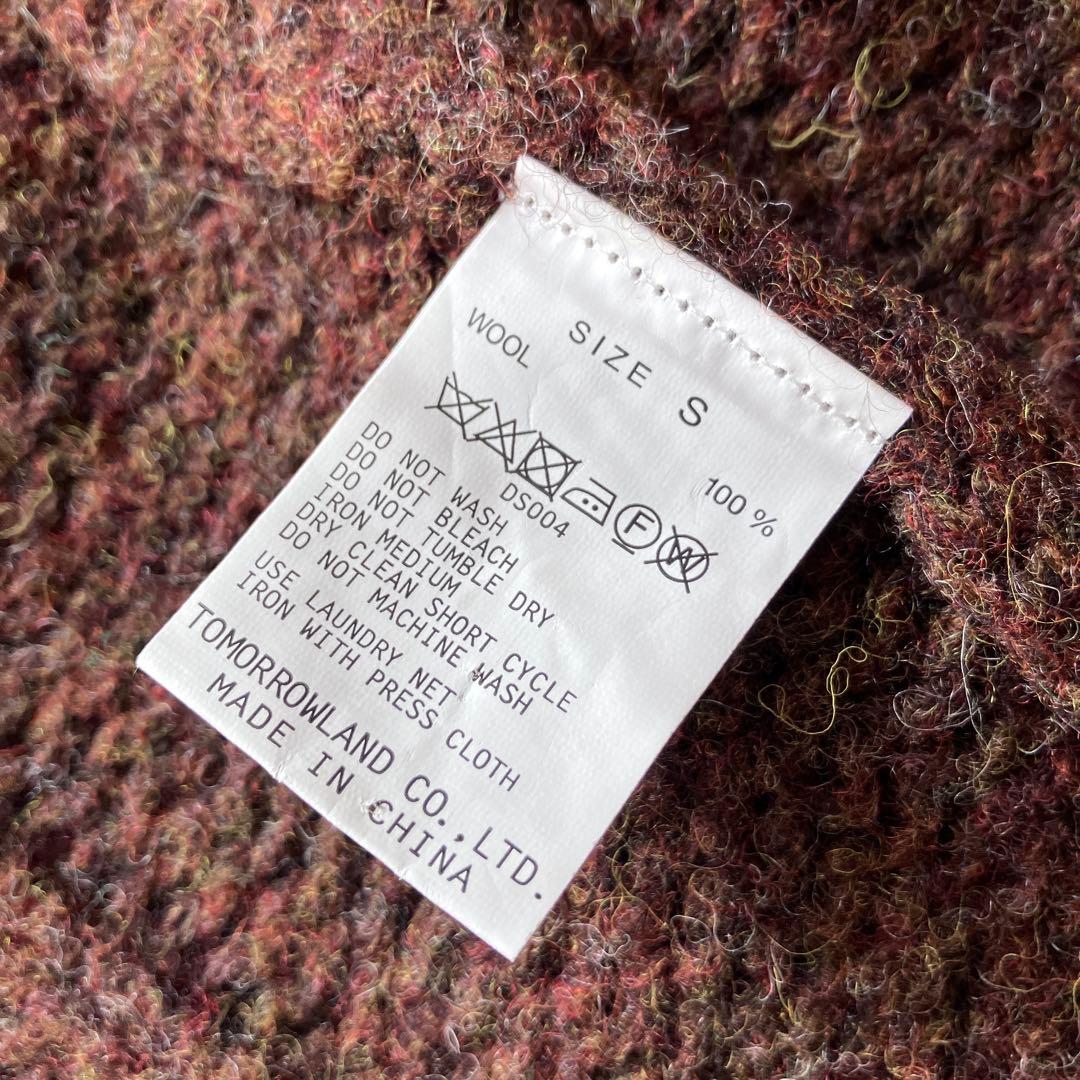 SIZE S
WOOL 100%
F W
DS004
DO NOT WASH
DO NOT BLEACH
DO NOT TUMBLE DRY
IRON MEDIUM
DRY CLEAN SHORT CYCLE
DO NOT MACHINE WASH
USE LAUNDRY NET
IRON WITH PRESS CLOTH
TOMORROWLAND CO.,LTD.
MADE IN CHINA